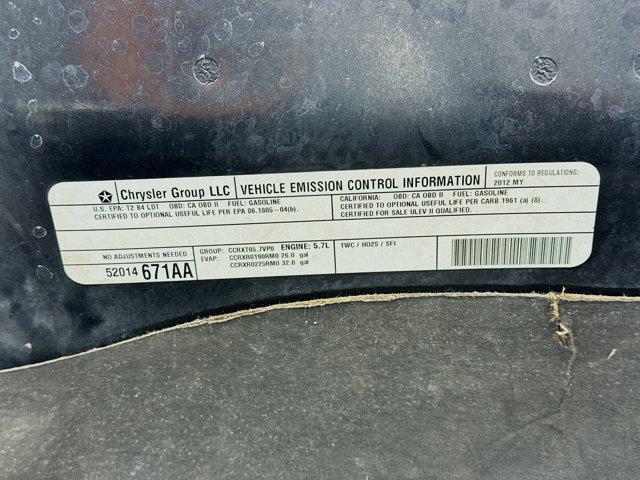 Chrysler Group LLC
VEHICLE EMISSION CONTROL INFORMATION
CONFORMS TO REGULATIONS:
2012 MY
U.S. EPA: T2 B4 LDT OBD: CA OBD II FUEL: GASOLINE
CERTIFIED TO OPTIONAL USEFUL LIFE PER EPA 86.1805-04(b).
CALIFORNIA: OBD: CA OBD II FUEL: GASOLINE
CERTIFIED TO OPTIONAL USEFUL LIFE PER CARB 1961 (a) (6).
CERTIFIED FOR SALE ULEV II QUALIFIED.
NO ADJUSTMENTS NEEDED
52014 671AA
GROUP: CCRXT05.7VP0 ENGINE: 5.7L
EVAP: CCRXR0190RM0 26.0 gal
CCRXR0225RM0 32.0 gal
TWC / HO2S / SFI